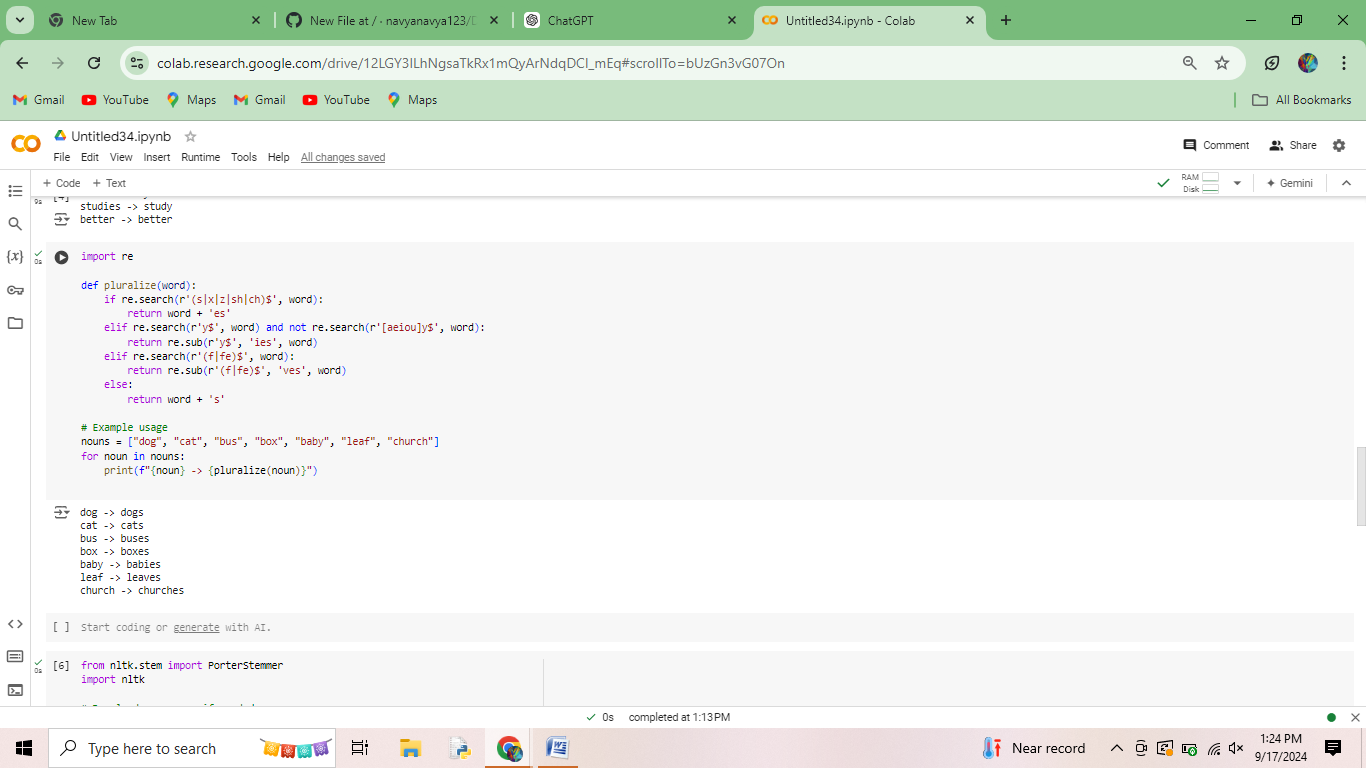 New Tab
New File at / · navyanavya123/D
ChatGPT
Untitled34.ipynb - Colab
colab.research.google.com/drive/12LGY3ILhNgsaTkRx1mQyArNdqDCl_mEq#scrollTo=bUzGn3vG07On
Gmail YouTube Maps Gmail YouTube Maps All Bookmarks
CO Untitled34.ipynb
File Edit View Insert Runtime Tools Help All changes saved
Comment Share
+ Code + Text
RAM
Disk
Gemini
9s [4]
studies -> study
better -> better
0s
import re
def pluralize(word):
    if re.search(r'(s|x|z|sh|ch)$', word):
        return word + 'es'
    elif re.search(r'y$', word) and not re.search(r'[aeiou]y$', word):
        return re.sub(r'y$', 'ies', word)
    elif re.search(r'(f|fe)$', word):
        return re.sub(r'(f|fe)$', 'ves', word)
    else:
        return word + 's'
# Example usage
nouns = ["dog", "cat", "bus", "box", "baby", "leaf", "church"]
for noun in nouns:
    print(f"{noun} -> {pluralize(noun)}")
dog -> dogs
cat -> cats
bus -> buses
box -> boxes
baby -> babies
leaf -> leaves
church -> churches
[ ] Start coding or generate with AI.
0s [6] from nltk.stem import PorterStemmer
import nltk
0s completed at 1:13 PM
Type here to search
Near record
1:24 PM
9/17/2024